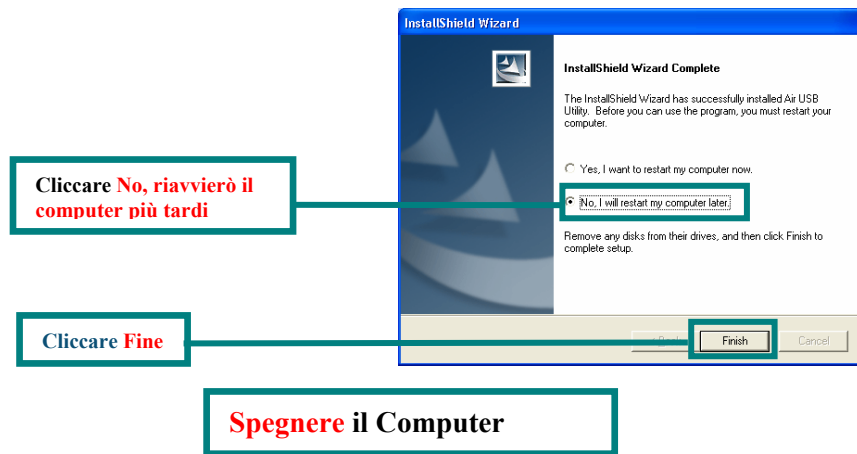 InstallShield Wizard
InstallShield Wizard Complete
The InstallShield Wizard has successfully installed Air USB
Utility. Before you can use the program, you must restart your
computer.
Yes, I want to restart my computer now.
Cliccare No, riavvierò il
computer più tardi
No, I will restart my computer later.
Remove any disks from their drives, and then click Finish to
complete setup.
Cliccare Fine
Finish
Cancel
Spegnere il Computer